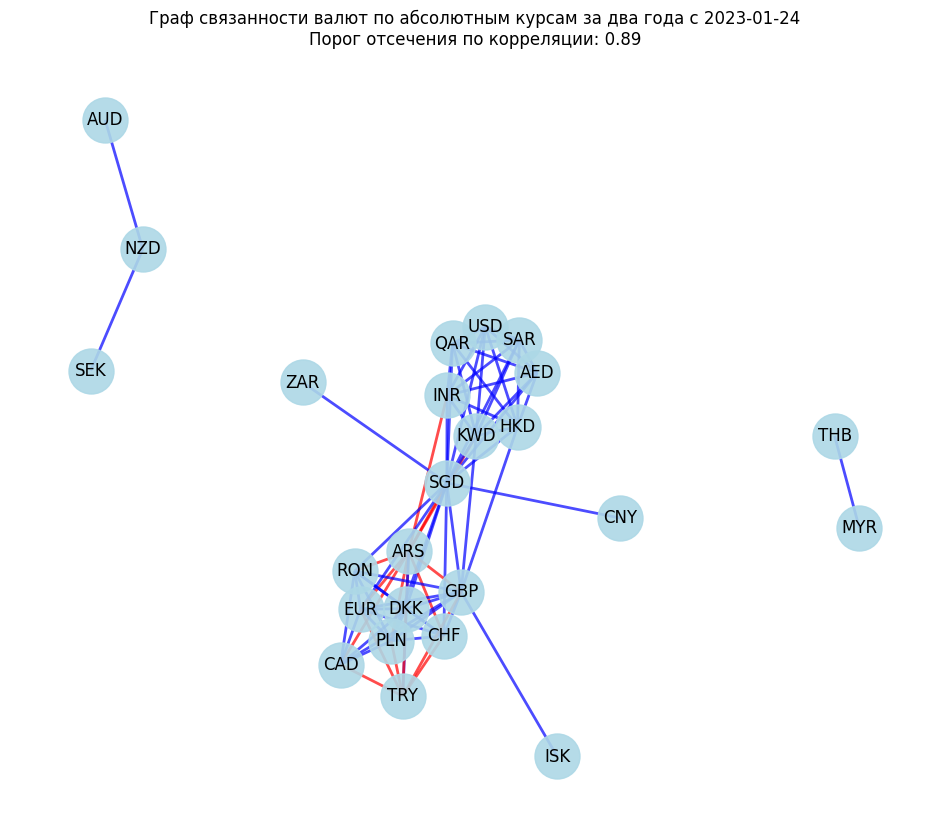 Граф связанности валют по абсолютным курсам за два года с 2023-01-24
Порог отсечения по корреляции: 0.89
AUD
NZD
SEK
ZAR
QAR
USD
SAR
AED
INR
KWD
HKD
THB
SGD
CNY
MYR
ARS
RON
GBP
EUR
DKK
PLN
CHF
CAD
TRY
ISK